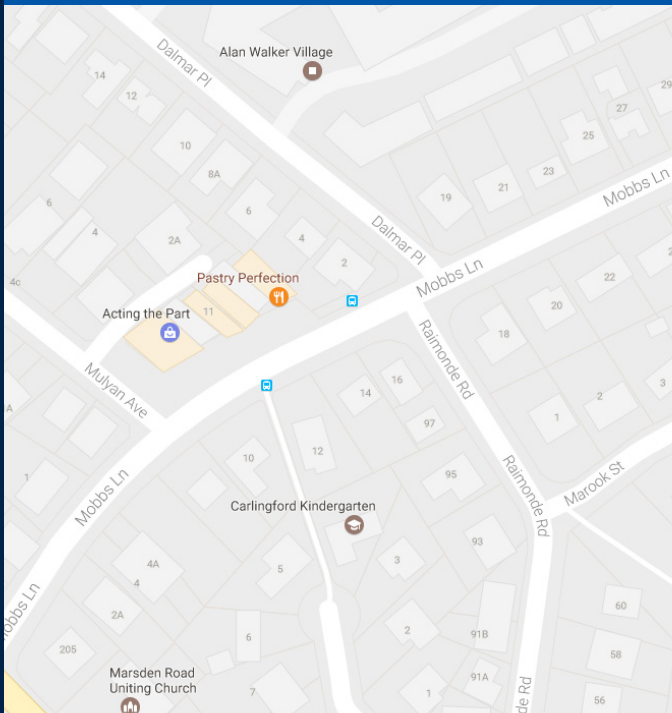 Alan Walker Village
Dalmar Pl
14
12
10
8A
6
4
2
2A
6
4
4c
29
27
25
23
21
19
Mobbs Ln
Dalmar Pl
Mobbs Ln
Pastry Perfection
Acting the Part
11
Mulyan Ave
22
20
18
Raimonde Rd
14
16
97
12
10
1
2
3
Marook St
Raimonde Rd
95
93
Carlingford Kindergarten
Mobbs Ln
1
4A
4
2A
5
3
6
2
91B
91A
1
7
60
58
56
205
Marsden Road
Uniting Church